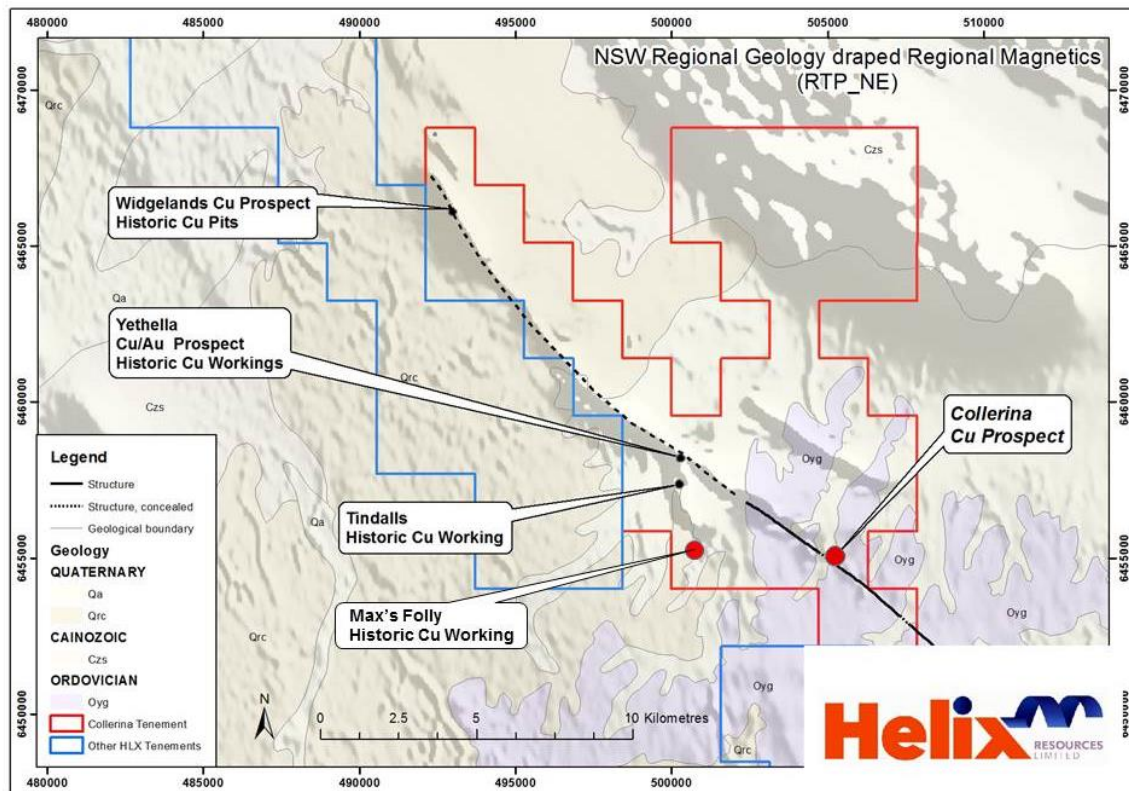 480000 485000 490000 495000 500000 505000 510000
NSW Regional Geology draped Regional Magnetics
(RTP_NE)
6470000
6470000
Qrc
Czs
Widgelands Cu Prospect
Historic Cu Pits
6465000
6465000
Qa
Yethella
Cu/Au Prospect
Historic Cu Workings
Qrc
Czs
6460000
6460000
Collerina
Cu Prospect
Oyg
Legend
Structure
Structure, concealed
Geological boundary
Geology
QUATERNARY
Qa
Qrc
CAINOZOIC
Czs
ORDOVICIAN
Oyg
Collerina Tenement
Other HLX Tenements
Qa
Tindalls
Historic Cu Working
6455000
6455000
Oyg
Max's Folly
Historic Cu Working
Qrc
Oyg
Oyg
Qrc
N
0 2.5 5 10 Kilometres
6450000
Helix
RESOURCES
LIMITED
480000 485000 490000 495000 500000 505000 510000